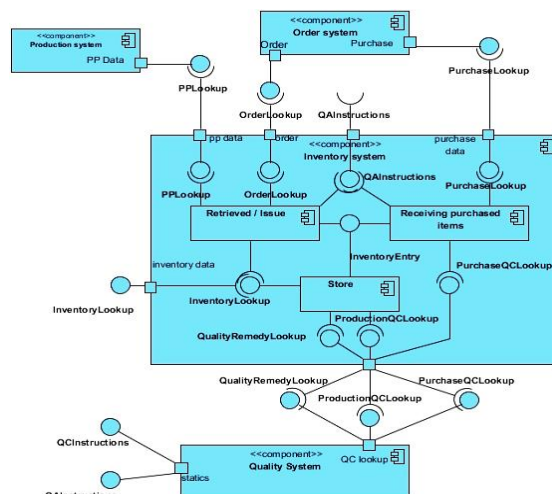 <<component>>
Production system
PP Data
<<component>>
Order system
Order
Purchase
PPLookup
OrderLookup
QAInstructions
PurchaseLookup
pp data
order
<<component>>
Inventory system
purchase
data
PPLookup
OrderLookup
QAInstructions
PurchaseLookup
Retrieved / Issue
Receiving purchased
items
InventoryEntry
inventory data
PurchaseQCLookup
InventoryLookup
InventoryLookup
Store
QualityRemedyLookup
ProductionQCLookup
QualityRemedyLookup
ProductionQCLookup
PurchaseQCLookup
QCInstructions
<<component>>
Quality System
QC lookup
statics
QAInstructions